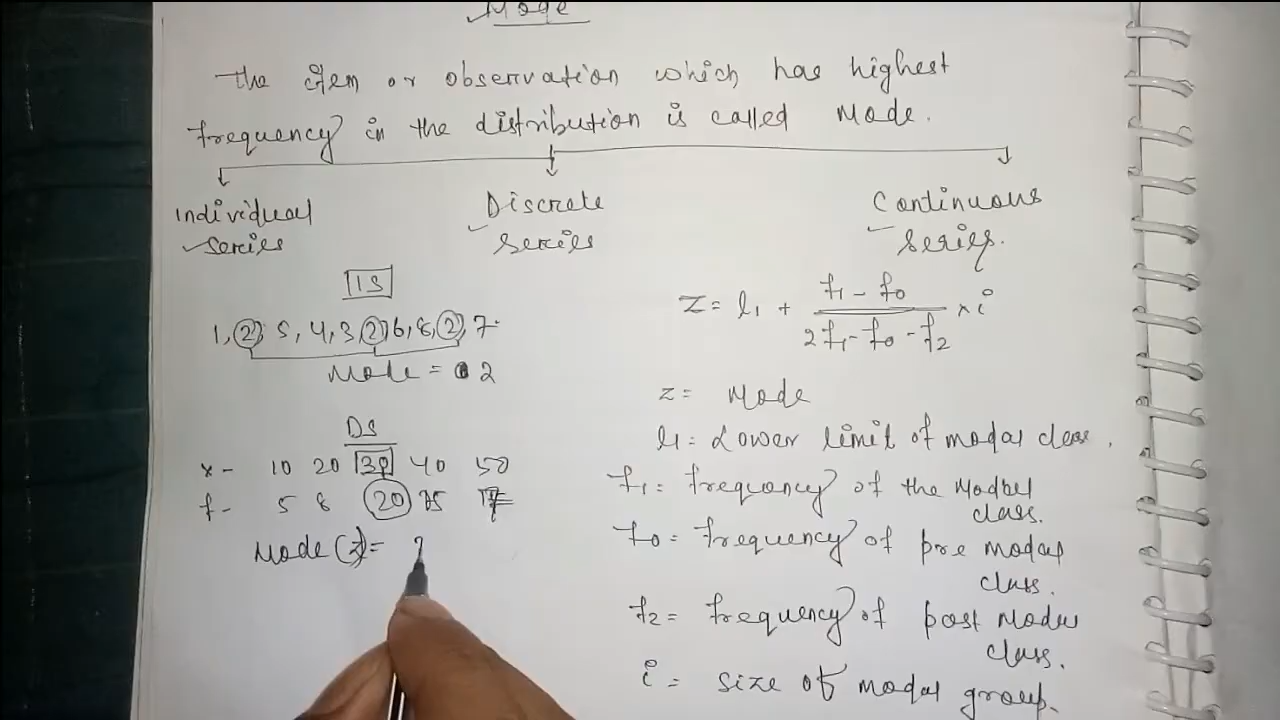 Mode
The item or observation which has highest
frequency in the distribution is called Mode.
Individual
Series
Discrete
Series
Continuous
Series.
IS
1, 2, 5, 4, 3, 2, 6, 8, 2, 7
Mode = 2
DS
x - 10 20 30 40 50
f - 5 8 20 15
Mode (z) =
Z = l₁ + f₁ - f₀ / 2f₁ - f₀ - f₂ × i
z = Mode
l₁ = Lower limit of modal class.
f₁ = frequency of the Modal
class.
f₀ = frequency of pre modal
class.
f₂ = frequency of post Modal
class.
i = size of modal group.